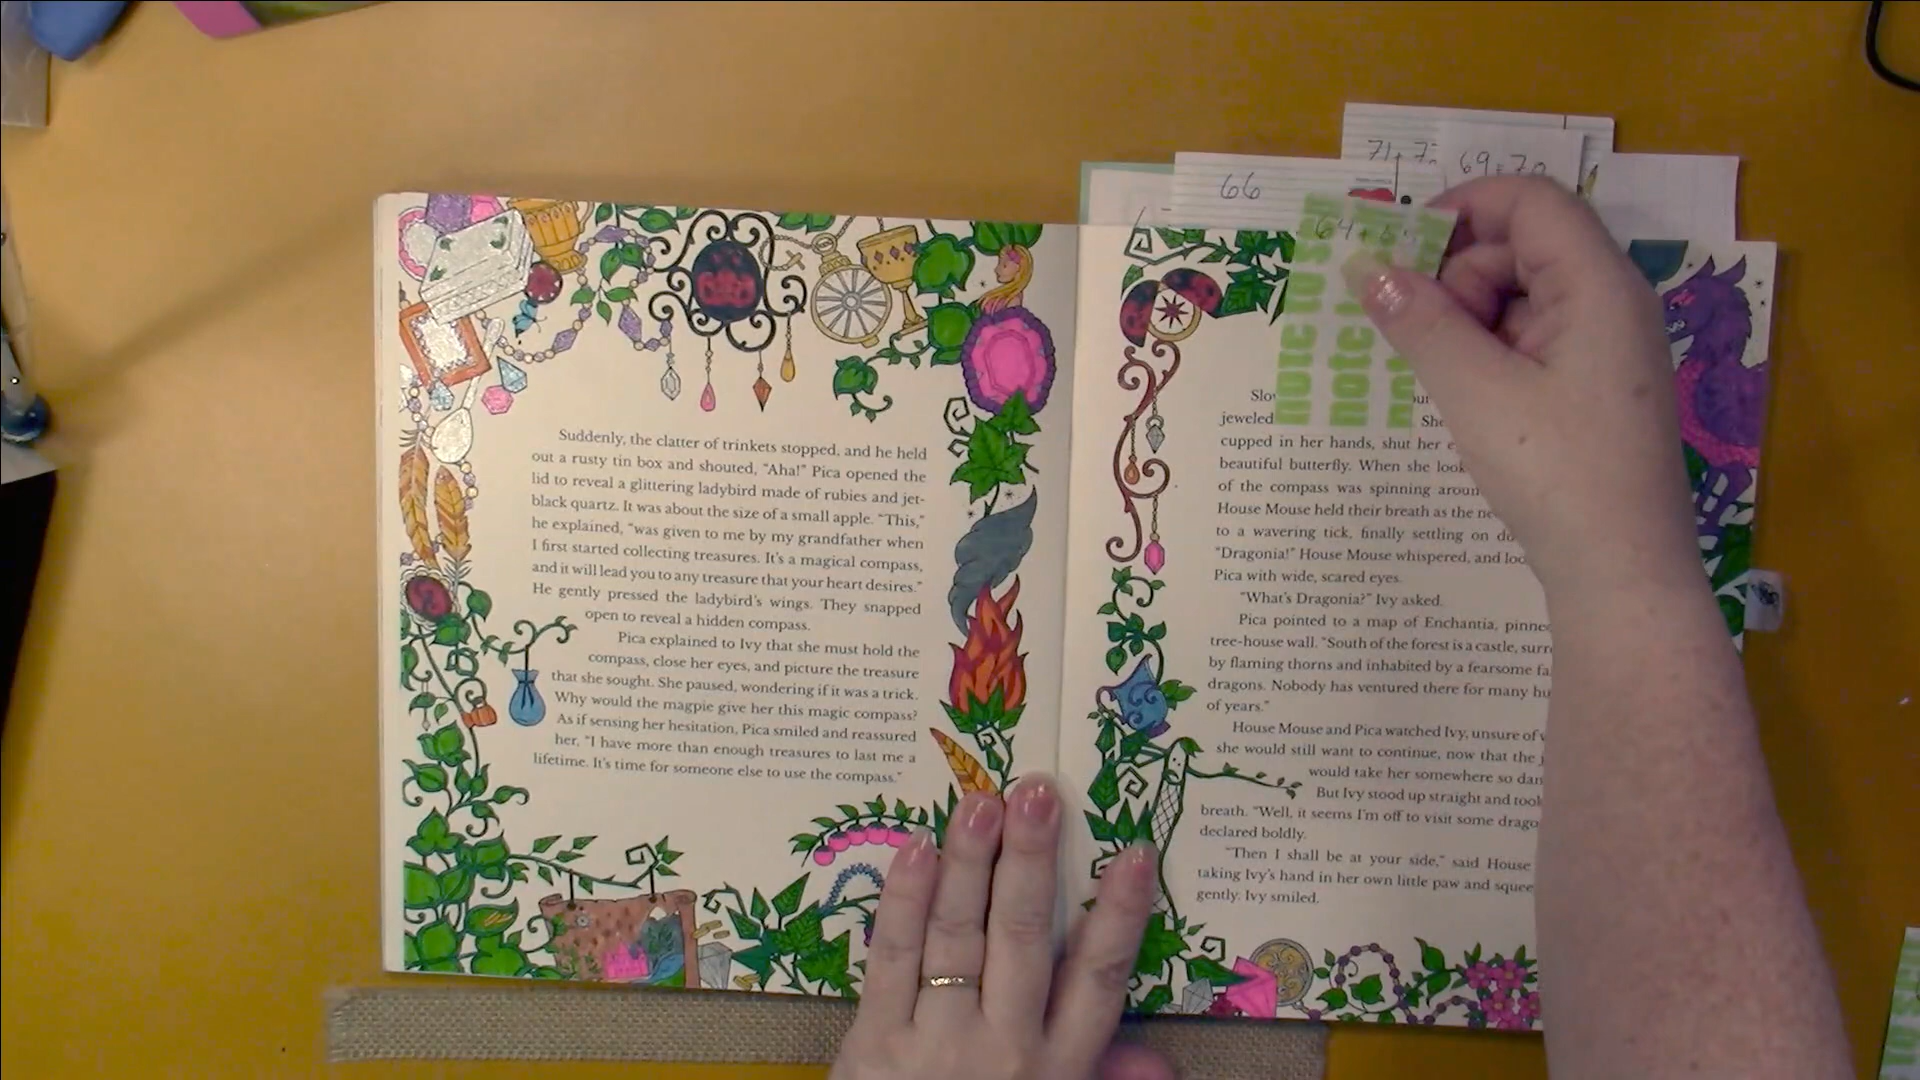 66
71 + 7
69 = 70
64 +
note to
note
Suddenly, the clatter of trinkets stopped, and he held
out a rusty tin box and shouted, “Aha!” Pica opened the
lid to reveal a glittering ladybird made of rubies and jet-
black quartz. It was about the size of a small apple. “This,”
he explained, “was given to me by my grandfather when
I first started collecting treasures. It’s a magical compass,
and it will lead you to any treasure that your heart desires.”
He gently pressed the ladybird’s wings. They snapped
open to reveal a hidden compass.
Pica explained to Ivy that she must hold the
compass, close her eyes, and picture the treasure
that she sought. She paused, wondering if it was a trick.
Why would the magpie give her this magic compass?
As if sensing her hesitation, Pica smiled and reassured
her, “I have more than enough treasures to last me a
lifetime. It’s time for someone else to use the compass.”
jeweled
cupped in her hands, shut her
beautiful butterfly. When she
of the compass was spinning
House Mouse held their breath as the
to a wavering tick, finally settling on
“Dragonia!” House Mouse whispered, and
Pica with wide, scared eyes.
“What’s Dragonia?” Ivy asked.
Pica pointed to a map of Enchantia,
tree-house wall. “South of the forest is a castle,
by flaming thorns and inhabited by a fearsome
dragons. Nobody has ventured there for many
of years.”
House Mouse and Pica watched Ivy, unsure of
she would still want to continue, now that the
would take her somewhere so
But Ivy stood up straight and
breath. “Well, it seems I’m off to visit some
declared boldly.
“Then I shall be at your side,” said House
taking Ivy’s hand in her own little paw and
gently. Ivy smiled.